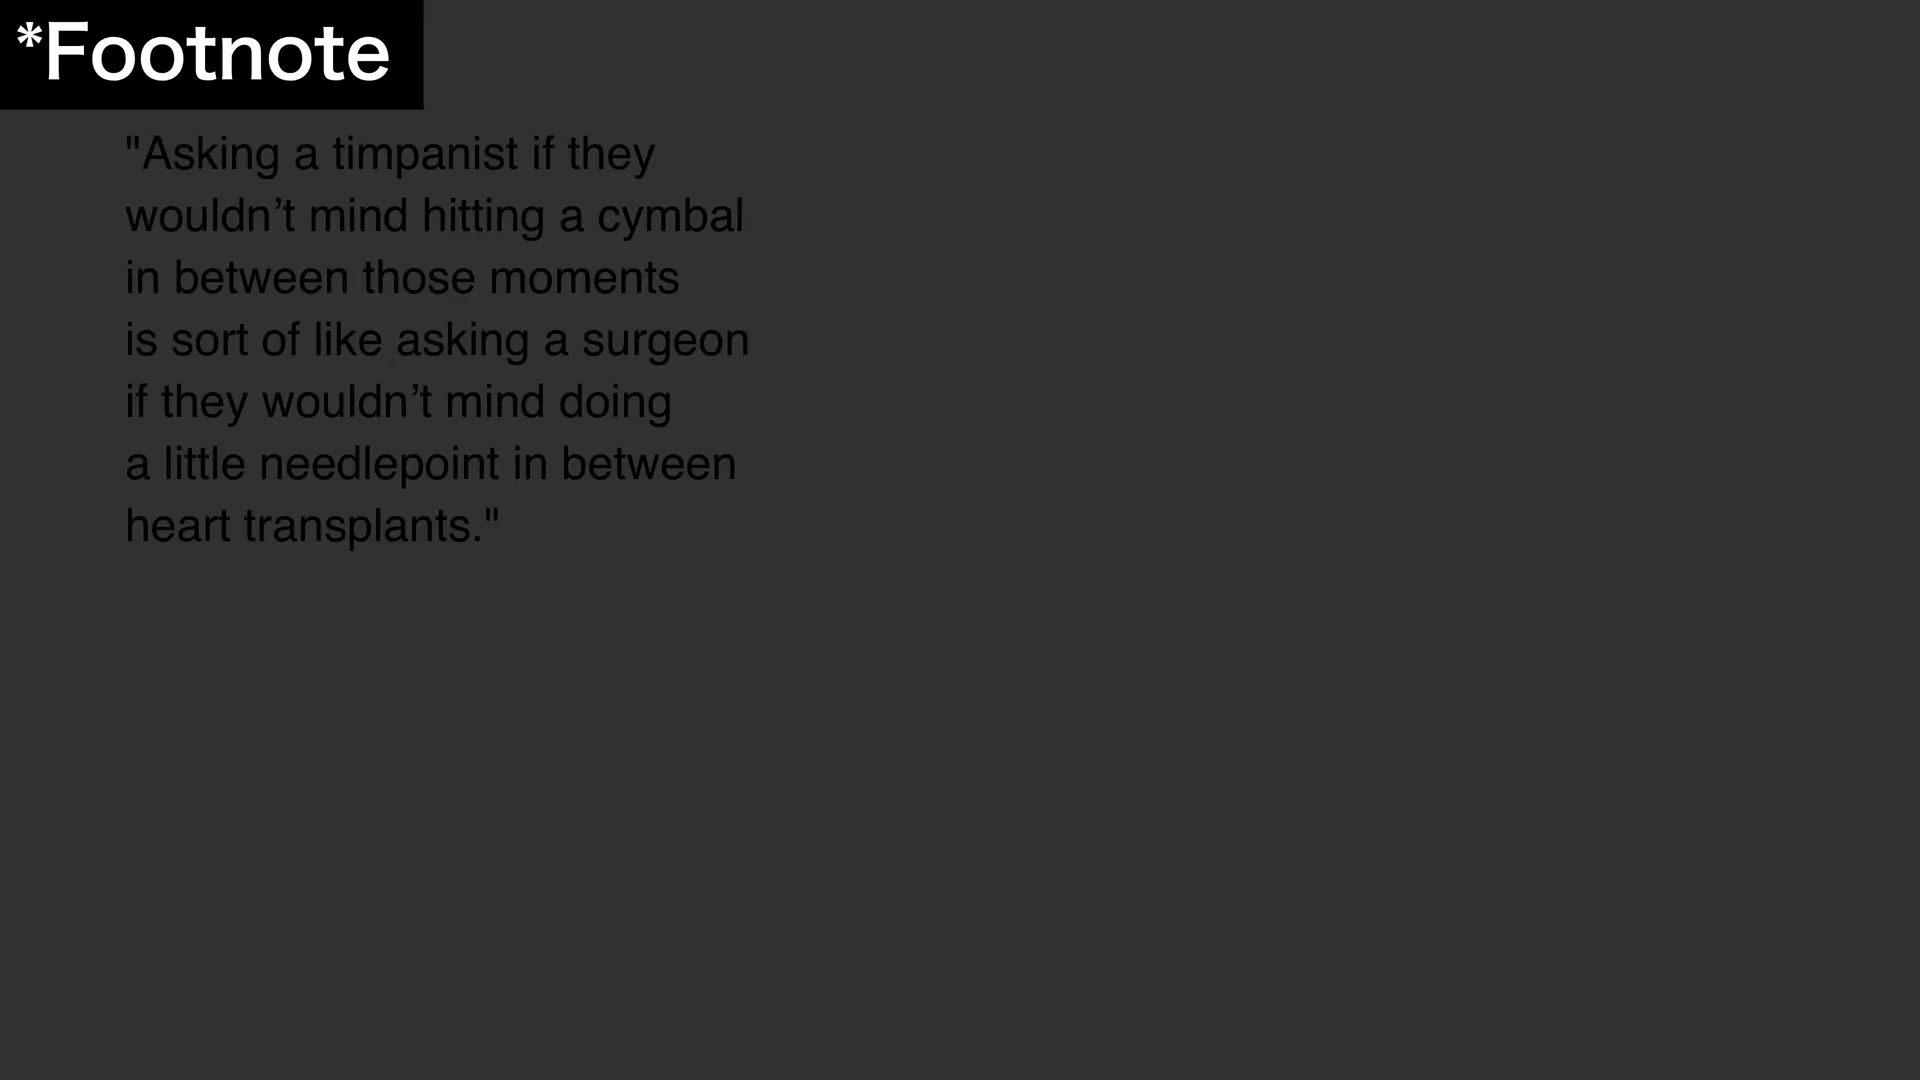 *Footnote
"Asking a timpanist if they
wouldn’t mind hitting a cymbal
in between those moments
is sort of like asking a surgeon
if they wouldn’t mind doing
a little needlepoint in between
heart transplants."